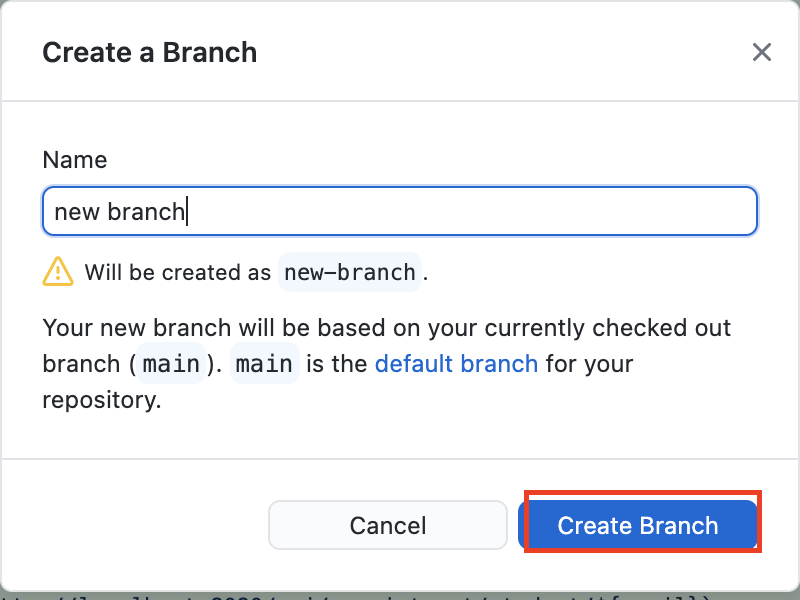 Create a Branch
Name
new branch
Will be created as new-branch.
Your new branch will be based on your currently checked out
branch (main). main is the default branch for your
repository.
Cancel
Create Branch